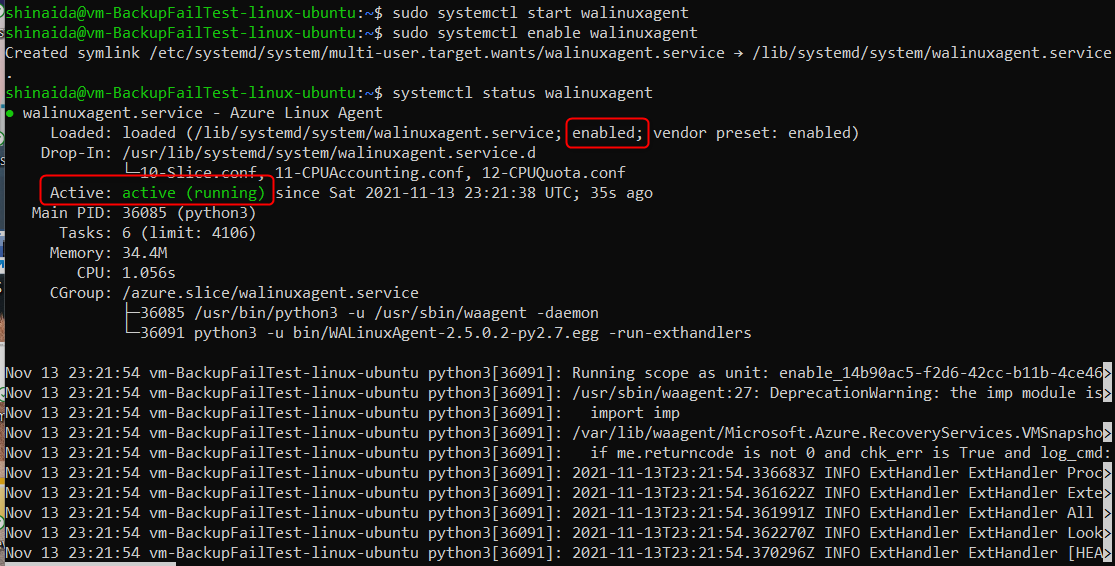 shinaida@vm-BackupFailTest-linux-ubuntu:~$ sudo systemctl start walinuxagent
shinaida@vm-BackupFailTest-linux-ubuntu:~$ sudo systemctl enable walinuxagent
Created symlink /etc/systemd/system/multi-user.target.wants/walinuxagent.service → /lib/systemd/system/walinuxagent.service
.
shinaida@vm-BackupFailTest-linux-ubuntu:~$ systemctl status walinuxagent
● walinuxagent.service - Azure Linux Agent
Loaded: loaded (/lib/systemd/system/walinuxagent.service; enabled; vendor preset: enabled)
Drop-In: /usr/lib/systemd/system/walinuxagent.service.d
└─10-Slice.conf, 11-CPUAccounting.conf, 12-CPUQuota.conf
Active: active (running) since Sat 2021-11-13 23:21:38 UTC; 35s ago
Main PID: 36085 (python3)
Tasks: 6 (limit: 4106)
Memory: 34.4M
CPU: 1.056s
CGroup: /azure.slice/walinuxagent.service
├─36085 /usr/bin/python3 -u /usr/sbin/waagent -daemon
└─36091 python3 -u bin/WALinuxAgent-2.5.0.2-py2.7.egg -run-exthandlers
Nov 13 23:21:54 vm-BackupFailTest-linux-ubuntu python3[36091]: Running scope as unit: enable_14b90ac5-f2d6-42cc-b11b-4ce46>
Nov 13 23:21:54 vm-BackupFailTest-linux-ubuntu python3[36091]: /usr/sbin/waagent:27: DeprecationWarning: the imp module is>
Nov 13 23:21:54 vm-BackupFailTest-linux-ubuntu python3[36091]:   import imp
Nov 13 23:21:54 vm-BackupFailTest-linux-ubuntu python3[36091]: /var/lib/waagent/Microsoft.Azure.RecoveryServices.VMSnapsho>
Nov 13 23:21:54 vm-BackupFailTest-linux-ubuntu python3[36091]:   if me.returncode is not 0 and chk_err is True and log_cmd:
Nov 13 23:21:54 vm-BackupFailTest-linux-ubuntu python3[36091]: 2021-11-13T23:21:54.336683Z INFO ExtHandler ExtHandler Proc>
Nov 13 23:21:54 vm-BackupFailTest-linux-ubuntu python3[36091]: 2021-11-13T23:21:54.361622Z INFO ExtHandler ExtHandler Exte>
Nov 13 23:21:54 vm-BackupFailTest-linux-ubuntu python3[36091]: 2021-11-13T23:21:54.361991Z INFO ExtHandler ExtHandler All >
Nov 13 23:21:54 vm-BackupFailTest-linux-ubuntu python3[36091]: 2021-11-13T23:21:54.362270Z INFO ExtHandler ExtHandler Look>
Nov 13 23:21:54 vm-BackupFailTest-linux-ubuntu python3[36091]: 2021-11-13T23:21:54.370296Z INFO ExtHandler ExtHandler [HEA>